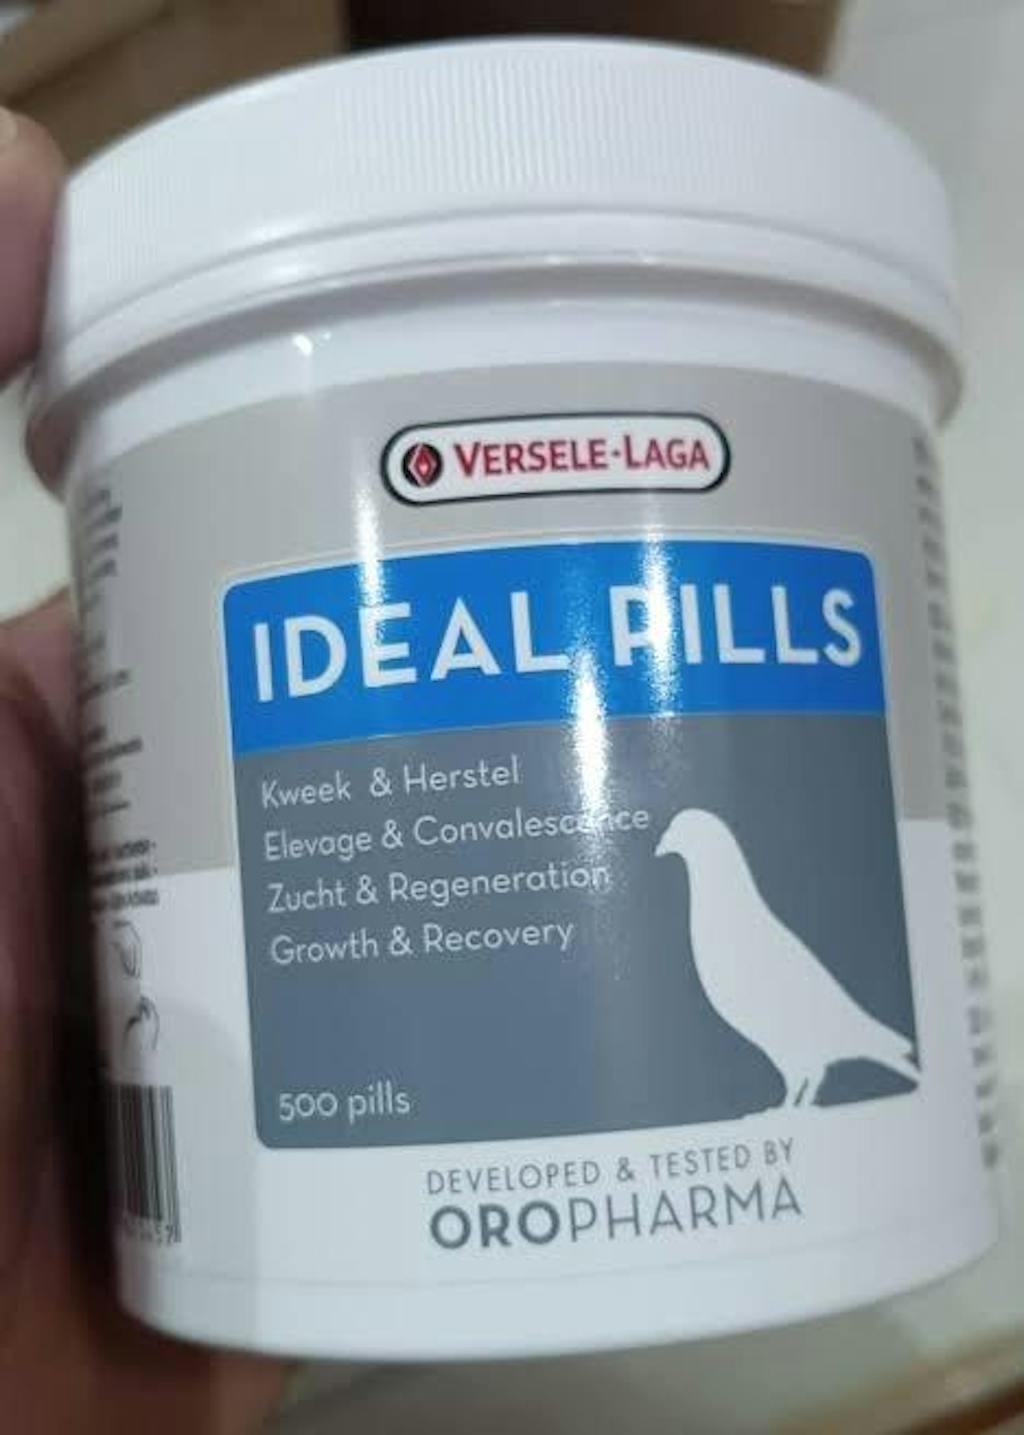 VERSELE•LAGA
IDEAL PILLS
Kweek & Herstel
Elevage & Convalescence
Zucht & Regeneration
Growth & Recovery
500 pills
DEVELOPED & TESTED BY
OROPHARMA